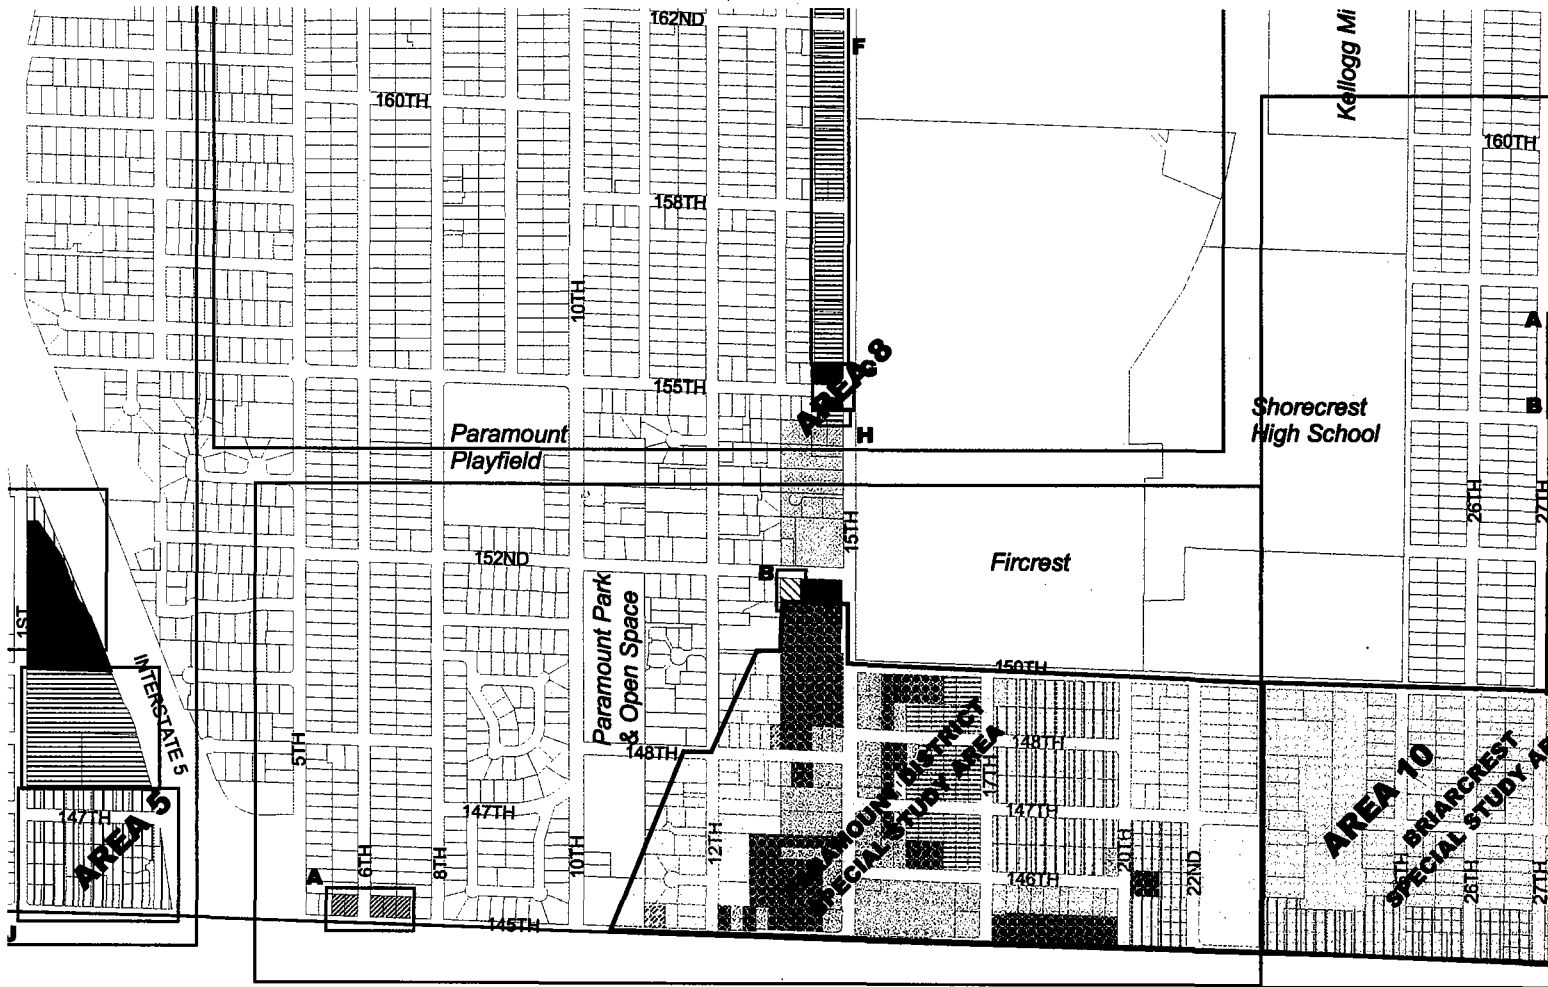 162ND
F
Kellogg Mi
160TH
160TH
158TH
10TH
A
155TH
AREA 8
G
Shorecrest
High School
B
Paramount
Playfield
H
26TH
27TH
15TH
152ND
Fircrest
B
Paramount Park
& Open Space
1ST
INTERSTATE 5
150TH
5TH
148TH
148TH
17TH
PARAMOUNT DISTRICT
SPECIAL STUDY AREA
AREA 10
BRIARCREST
SPECIAL STUDY AR
147TH
AREA 5
147TH
147TH
12TH
20TH
22ND
6TH
8TH
10TH
A
146TH
26TH
27TH
145TH
J